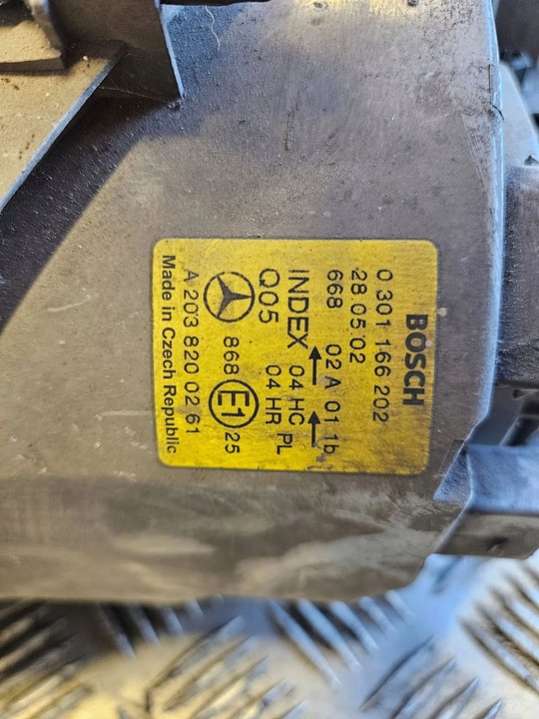 BOSCH
0 301 166 202
28.05.02
668 02 A 01 1b
INDEX 04 HC PL
Q05 04 HR
868 E1 25
A 203 820 02 61
Made in Czech Republic